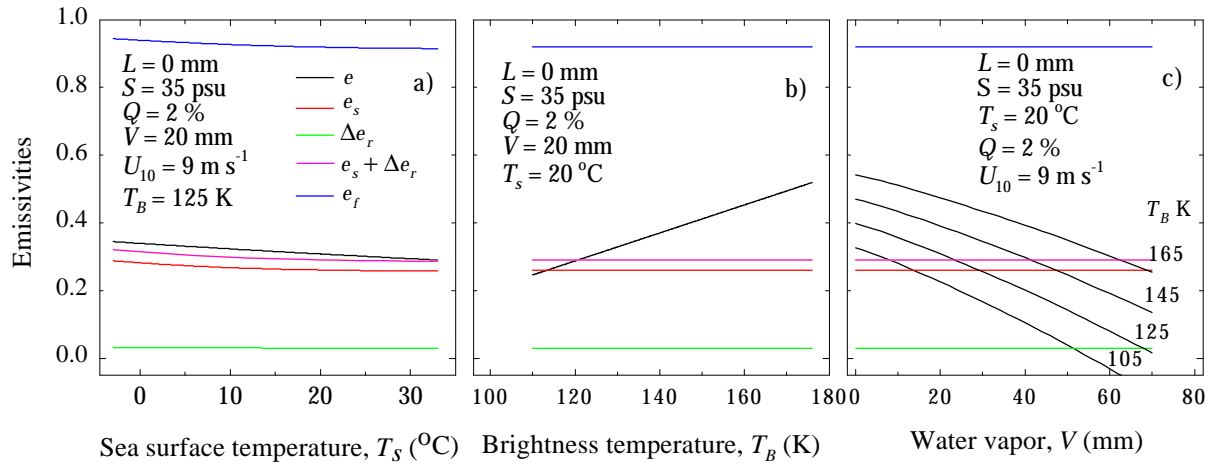 Emissivities
1.0
0.8
0.6
0.4
0.2
0.0
a)
L = 0 mm
S = 35 psu
Q = 2 %
V = 20 mm
U10 = 9 m s-1
TB = 125 K
e
es
Δer
es + Δer
ef
0 10 20 30
Sea surface temperature, TS (OC)
b)
L = 0 mm
S = 35 psu
Q = 2 %
V = 20 mm
Ts = 20 oC
100 120 140 160 180
Brightness temperature, TB (K)
c)
L = 0 mm
S = 35 psu
Ts = 20 oC
Q = 2 %
U10 = 9 m s-1
TB K
165
145
125
105
0 20 40 60 80
Water vapor, V (mm)